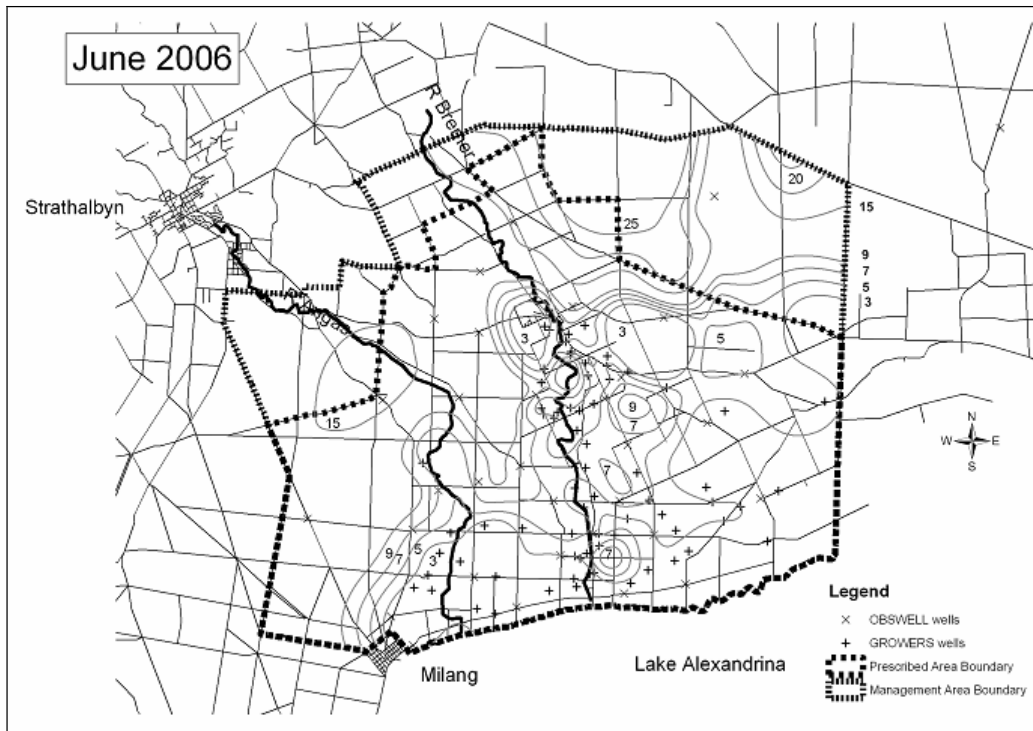 June 2006
R Bremer
Strathalbyn
20
15
25
9
7
5
3
3
3
5
9
7
15
7
9
7
5
3
7
Milang
Lake Alexandrina
N
W E
S
Legend
OBSWELL wells
GROWERS wells
Prescribed Area Boundary
Management Area Boundary